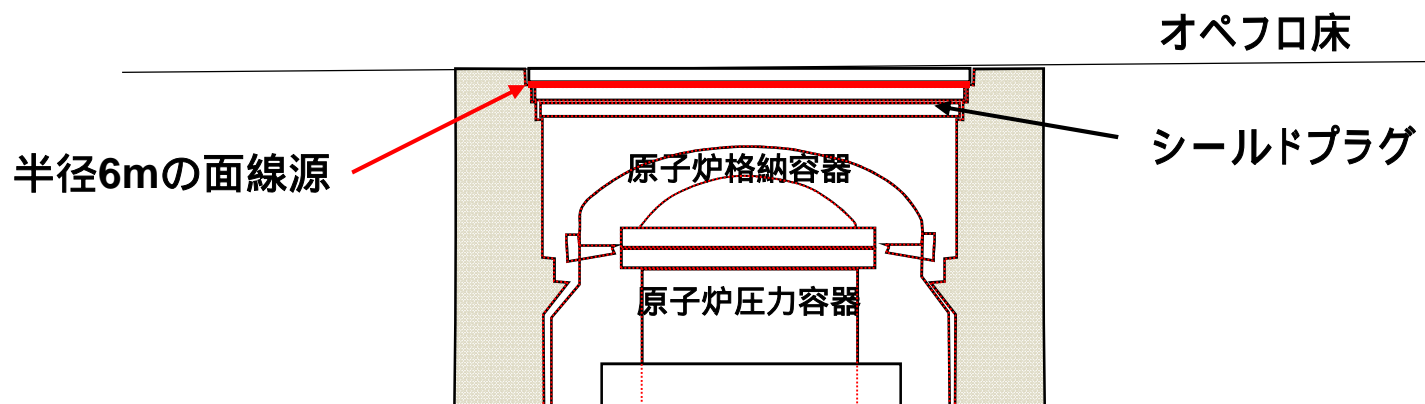 オペフロ床
シールドプラグ
半径6mの面線源
原子炉格納容器
原子炉圧力容器